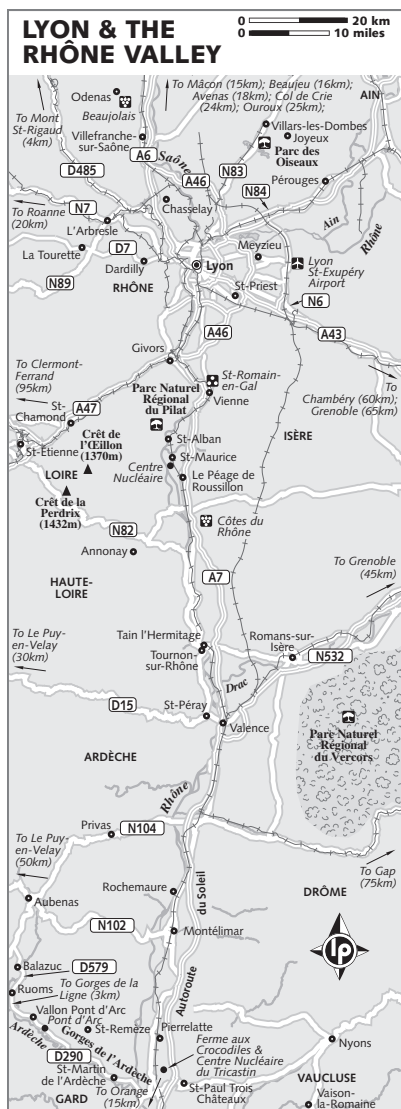 LYON & THE
RHÔNE VALLEY
0 20 km
0 10 miles
To Mâcon (15km); Beaujeu (16km);
Avenas (18km); Col de Crie
(24km); Ouroux (25km);
AIN
Odenas
Beaujolais
To Mont
St-Rigaud
(4km)
Villefranche-
sur-Saône
Villars-les-Dombes
Joyeux
Parc des
Oiseaux
A6
Saône
D485
A46
N83
N84
Pérouges
To Roanne
(20km)
N7
Chasselay
L'Arbresle
Ain
Rhône
D7
Meyzieu
La Tourette
Dardilly
Lyon
Lyon
St-Exupéry
Airport
N89
RHÔNE
St-Priest
N6
A46
A43
To Clermont-
Ferrand
(95km)
Givors
St-Romain-
en-Gal
Vienne
To
Chambéry (60km);
Grenoble (65km)
Parc Naturel
Régional
du Pilat
A47
St-
Chamond
ISÈRE
St-Étienne
Crêt de
l'Œillon
(1370m)
St-Alban
St-Maurice
Centre
Nucléaire
Le Péage de
Roussillon
LOIRE
Crêt de la
Perdrix
(1432m)
Côtes du
Rhône
N82
Annonay
To Grenoble
(45km)
A7
HAUTE-
LOIRE
To Le Puy-
en-Velay
(30km)
Tain l'Hermitage
Tournon-
sur-Rhône
Romans-sur-
Isère
N532
Drac
D15
St-Péray
Valence
Parc Naturel
Régional
du Vercors
ARDÈCHE
Rhône
To Le Puy-
en-Velay
(50km)
Privas
N104
To Gap
(75km)
Rochemaure
du Soleil
DRÔME
Aubenas
N102
Montélimar
lp
Balazuc
D579
To Gorges de la
Ligne (3km)
Autoroute
Ruoms
Vallon Pont d'Arc
Pont d'Arc
St-Remèze
Pierrelatte
Ardèche
Gorges de l'Ardèche
Ferme aux
Crocodiles &
Centre Nucléaire
du Tricastin
Nyons
D290
St-Martin
de l'Ardèche
To Orange
(15km)
St-Paul Trois
Châteaux
VAUCLUSE
Vaison-
la-Romaine
GARD